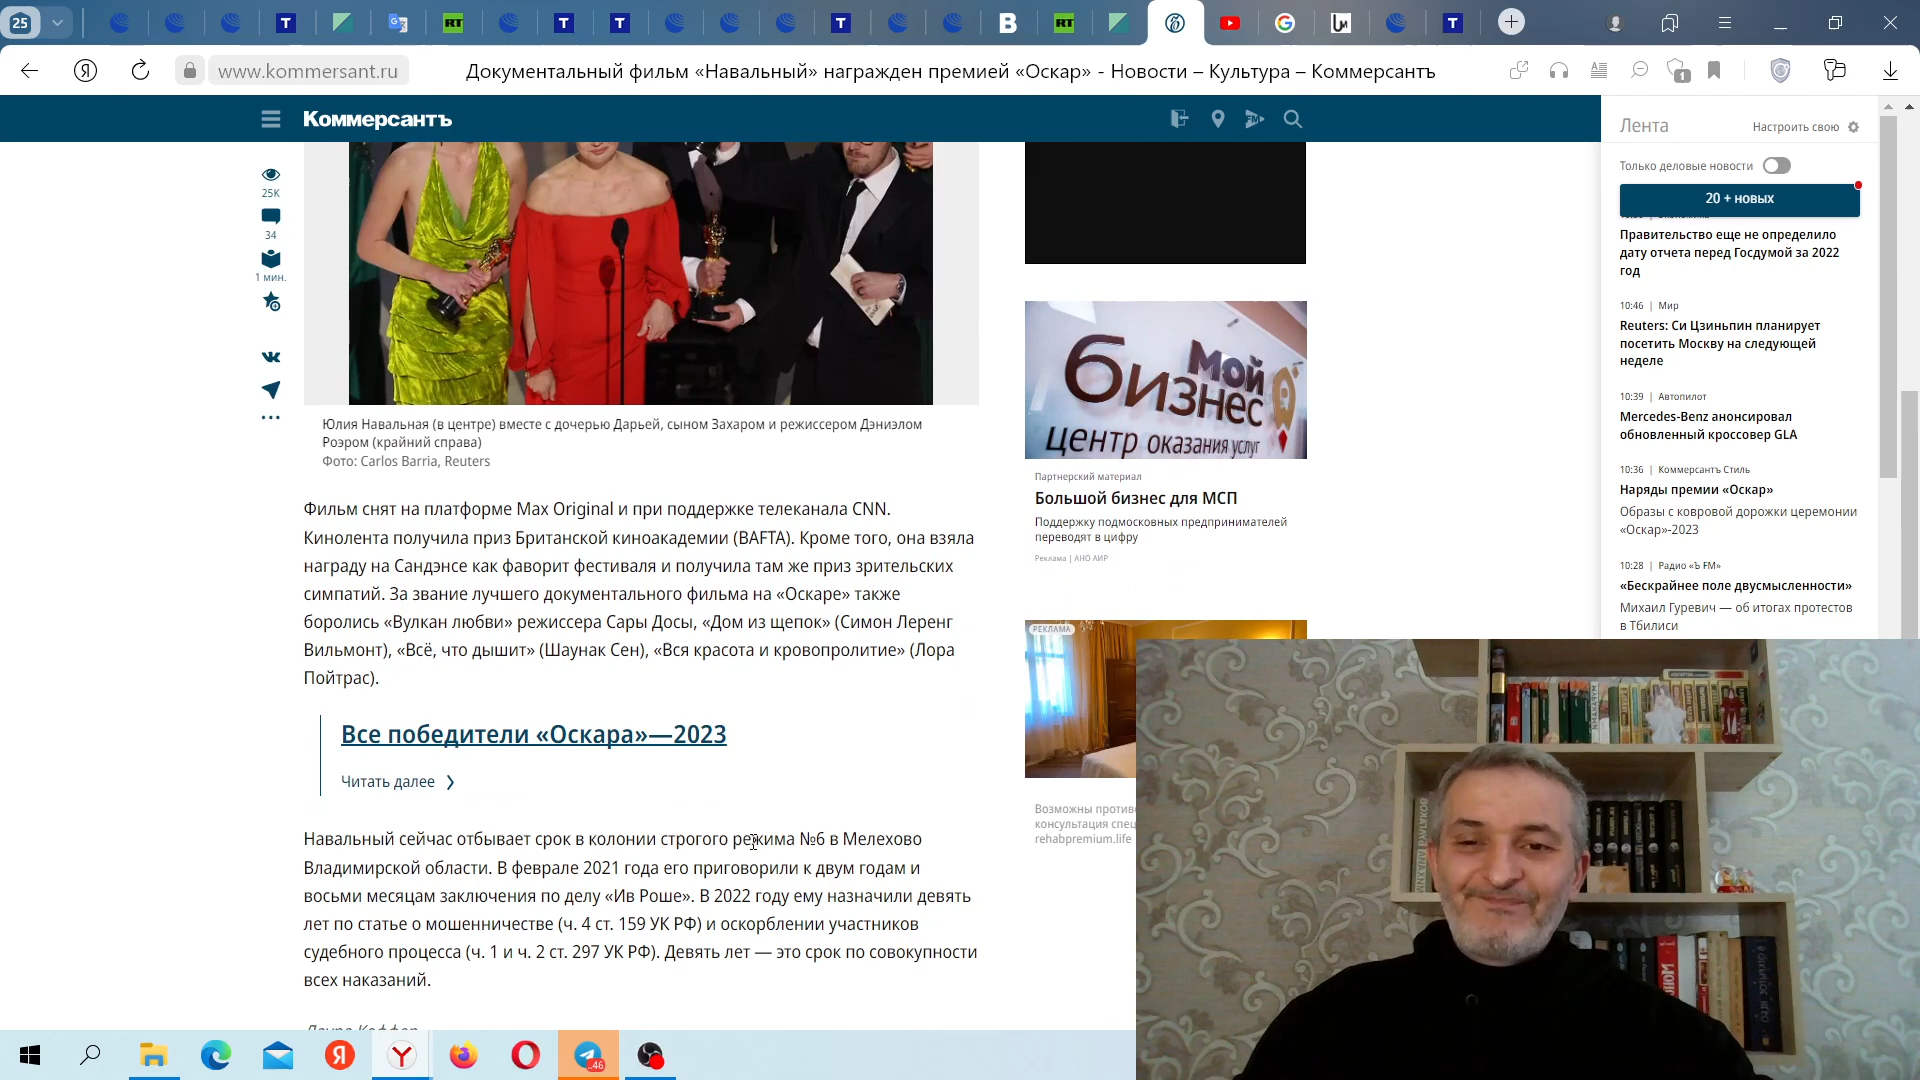 25
T
RT
T
T
T
B
RT
T
www.kommersant.ru
Документальный фильм «Навальный» награжден премией «Оскар» - Новости – Культура – Коммерсантъ
1
Коммерсантъ
FM
25K
34
1 мин.
Юлия Навальная (в центре) вместе с дочерью Дарьей, сыном Захаром и режиссером Дэниэлом
Роэром (крайний справа)
Фото: Carlos Barria, Reuters
Фильм снят на платформе Max Original и при поддержке телеканала CNN.
Кинолента получила приз Британской киноакадемии (BAFTA). Кроме того, она взяла
награду на Сандэнсе как фаворит фестиваля и получила там же приз зрительских
симпатий. За звание лучшего документального фильма на «Оскаре» также
боролись «Вулкан любви» режиссера Сары Досы, «Дом из щепок» (Симон Леренг
Вильмонт), «Всё, что дышит» (Шаунак Сен), «Вся красота и кровопролитие» (Лора
Пойтрас).
Все победители «Оскара»—2023
Читать далее
Навальный сейчас отбывает срок в колонии строгого режима №6 в Мелехово
Владимирской области. В феврале 2021 года его приговорили к двум годам и
восьми месяцам заключения по делу «Ив Роше». В 2022 году ему назначили девять
лет по статье о мошенничестве (ч. 4 ст. 159 УК РФ) и оскорблении участников
судебного процесса (ч. 1 и ч. 2 ст. 297 УК РФ). Девять лет — это срок по совокупности
всех наказаний.
мой
бизнес
центр оказания услуг
Партнерский материал
Большой бизнес для МСП
Поддержку подмосковных предпринимателей
переводят в цифру
Реклама | АНО АИР
РЕКЛАМА
Возможны
консультация
rehabpremium.life
Лента
Настроить свою
Только деловые новости
20 + новых
Правительство еще не определило
дату отчета перед Госдумой за 2022
год
10:46 | Мир
Reuters: Си Цзиньпин планирует
посетить Москву на следующей
неделе
10:39 | Автопилот
Mercedes-Benz анонсировал
обновленный кроссовер GLA
10:36 | Коммерсантъ Стиль
Наряды премии «Оскар»
Образы с ковровой дорожки церемонии
«Оскар»-2023
10:28 | Радио «Ъ FM»
«Бескрайнее поле двусмысленности»
Михаил Гуревич — об итогах протестов
в Тбилиси
46